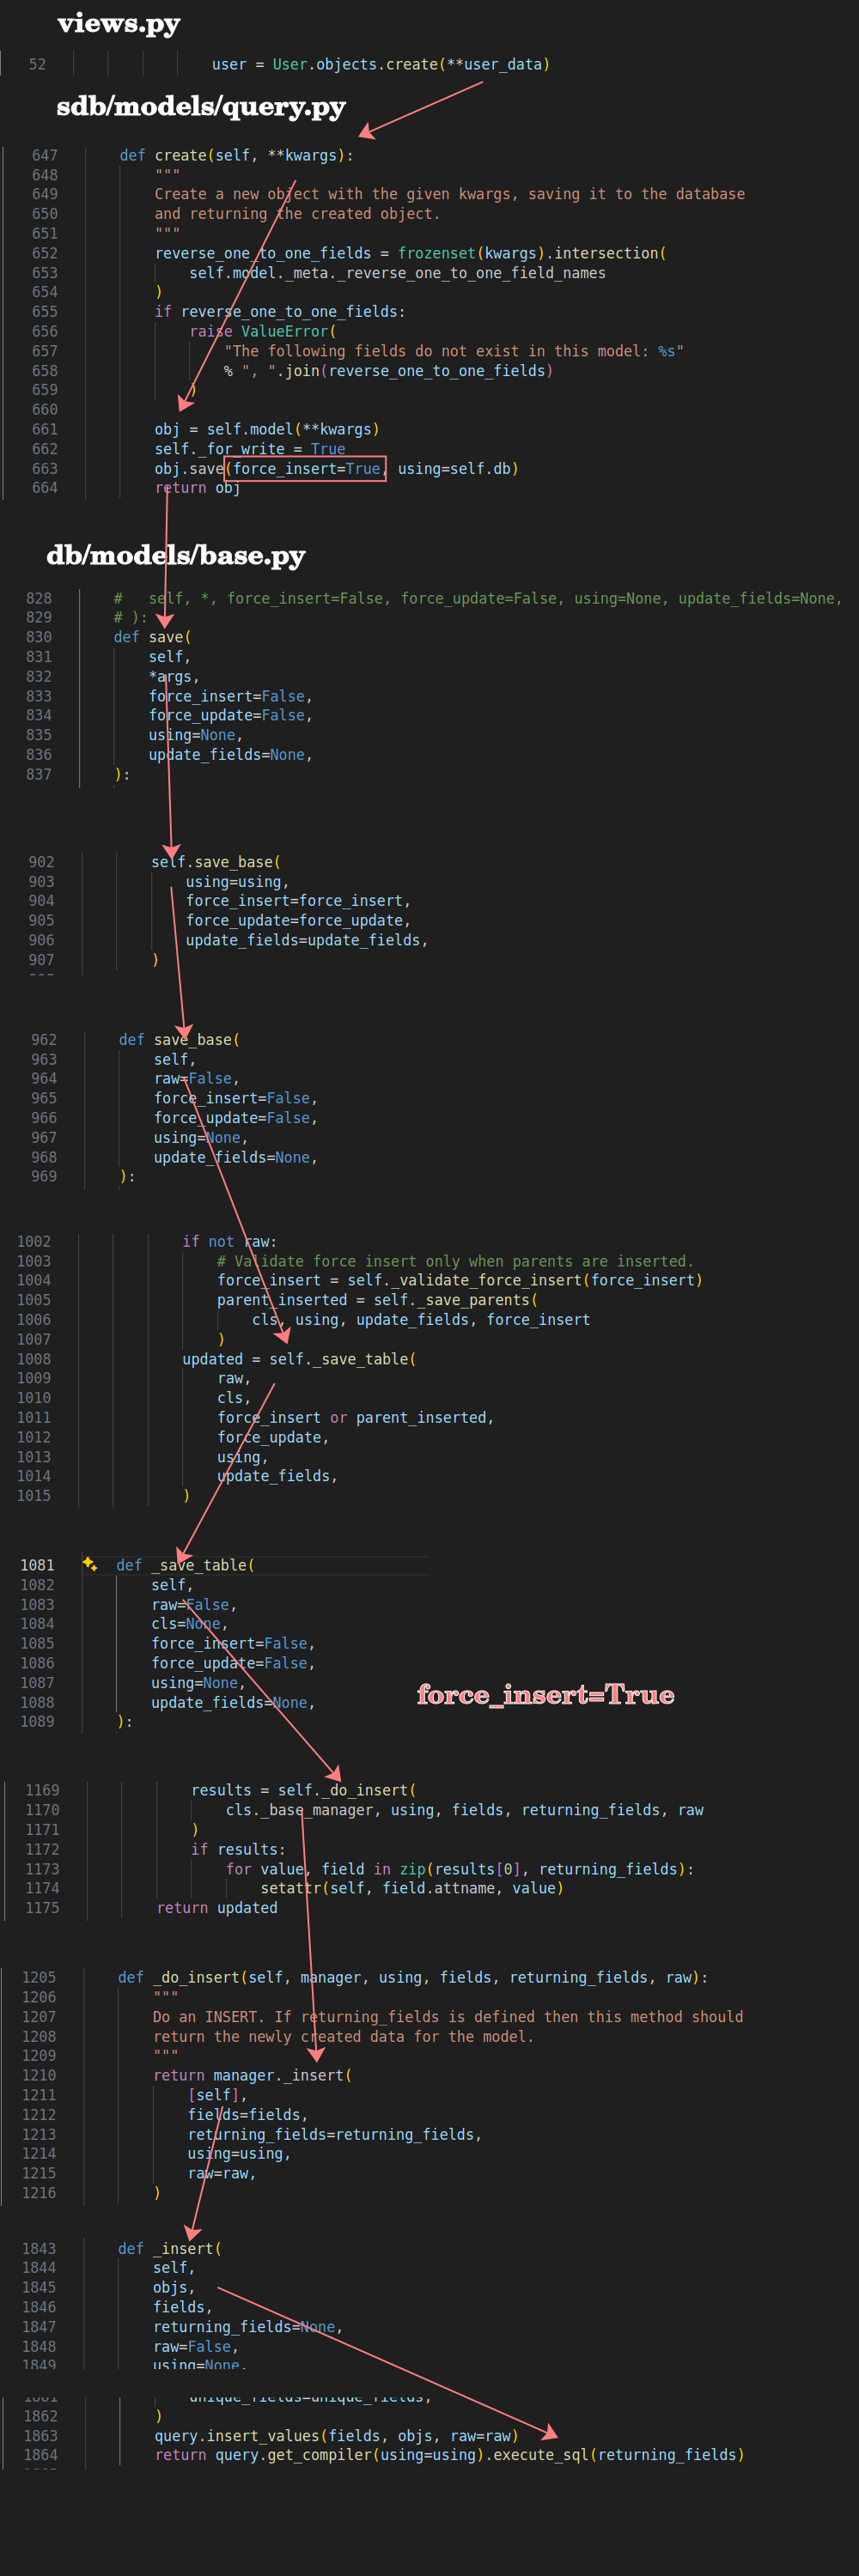 views.py
52 user = User.objects.create(**user_data)
sdb/models/query.py
647 def create(self, **kwargs):
648 """
649 Create a new object with the given kwargs, saving it to the database
650 and returning the created object.
651 """
652 reverse_one_to_one_fields = frozenset(kwargs).intersection(
653 self.model._meta._reverse_one_to_one_field_names
654 )
655 if reverse_one_to_one_fields:
656 raise ValueError(
657 "The following fields do not exist in this model: %s"
658 % ", ".join(reverse_one_to_one_fields)
659 )
660
661 obj = self.model(**kwargs)
662 self._for_write = True
663 obj.save(force_insert=True, using=self.db)
664 return obj
db/models/base.py
828 # self, *, force_insert=False, force_update=False, using=None, update_fields=None,
829 # ):
830 def save(
831 self,
832 *args,
833 force_insert=False,
834 force_update=False,
835 using=None,
836 update_fields=None,
837 ):
902 self.save_base(
903 using=using,
904 force_insert=force_insert,
905 force_update=force_update,
906 update_fields=update_fields,
907 )
962 def save_base(
963 self,
964 raw=False,
965 force_insert=False,
966 force_update=False,
967 using=None,
968 update_fields=None,
969 ):
1002 if not raw:
1003 # Validate force insert only when parents are inserted.
1004 force_insert = self._validate_force_insert(force_insert)
1005 parent_inserted = self._save_parents(
1006 cls, using, update_fields, force_insert
1007 )
1008 updated = self._save_table(
1009 raw,
1010 cls,
1011 force_insert or parent_inserted,
1012 force_update,
1013 using,
1014 update_fields,
1015 )
1081 def _save_table(
1082 self,
1083 raw=False,
1084 cls=None,
1085 force_insert=False,
1086 force_update=False,
1087 using=None,
1088 update_fields=None,
1089 ):
force_insert=True
1169 results = self._do_insert(
1170 cls._base_manager, using, fields, returning_fields, raw
1171 )
1172 if results:
1173 for value, field in zip(results[0], returning_fields):
1174 setattr(self, field.attname, value)
1175 return updated
1205 def _do_insert(self, manager, using, fields, returning_fields, raw):
1206 """
1207 Do an INSERT. If returning_fields is defined then this method should
1208 return the newly created data for the model.
1209 """
1210 return manager._insert(
1211 [self],
1212 fields=fields,
1213 returning_fields=returning_fields,
1214 using=using,
1215 raw=raw,
1216 )
1843 def _insert(
1844 self,
1845 objs,
1846 fields,
1847 returning_fields=None,
1848 raw=False,
1849 using=None,
1861 unique_fields=unique_fields,
1862 )
1863 query.insert_values(fields, objs, raw=raw)
1864 return query.get_compiler(using=using).execute_sql(returning_fields)